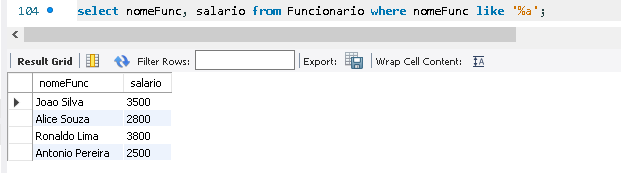 104 select nomeFunc, salario from Funcionario where nomeFunc like '%a';
Result Grid Filter Rows: Export: Wrap Cell Content: IA
nomeFunc salario
Joao Silva 3500
Alice Souza 2800
Ronaldo Lima 3800
Antonio Pereira 2500